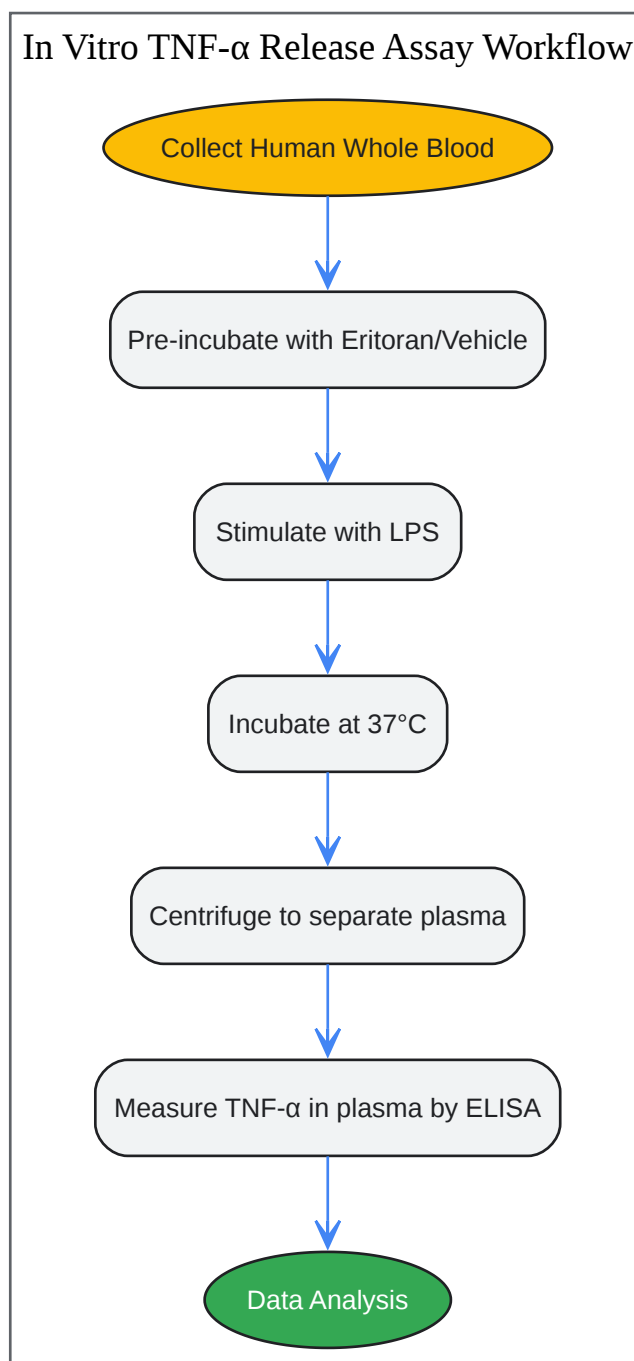 In Vitro TNF-α Release Assay Workflow
Collect Human Whole Blood
Pre-incubate with Eritoran/Vehicle
Stimulate with LPS
Incubate at 37°C
Centrifuge to separate plasma
Measure TNF-α in plasma by ELISA
Data Analysis